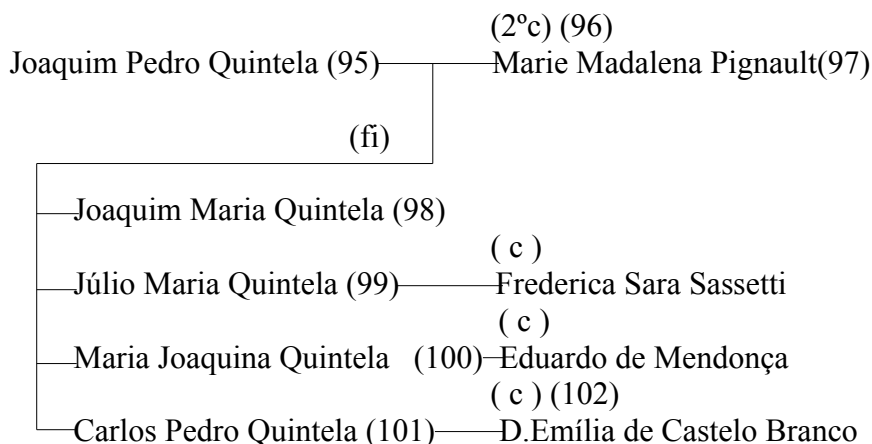 (2ºc) (96)
Joaquim Pedro Quintela (95) Marie Madalena Pignault(97)
(fi)
Joaquim Maria Quintela (98)
( c )
Júlio Maria Quintela (99) Frederica Sara Sassetti
( c )
Maria Joaquina Quintela (100) Eduardo de Mendonça
( c ) (102)
Carlos Pedro Quintela (101) D.Emília de Castelo Branco